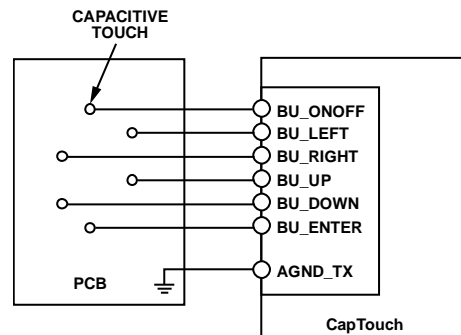 CAPACITIVE
TOUCH
BU_ONOFF
BU_LEFT
BU_RIGHT
BU_UP
BU_DOWN
BU_ENTER
AGND_TX
PCB
CapTouch